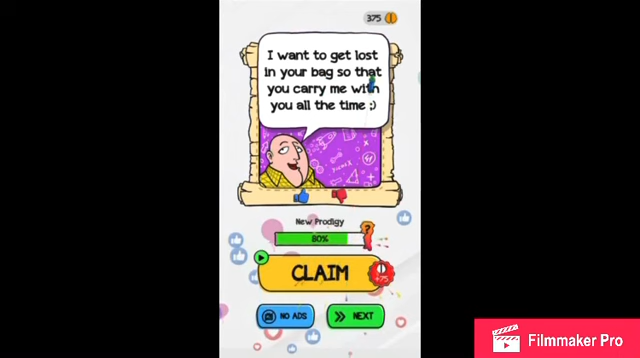 375
I want to get lost
in your bag so that
you carry me with
you all the time :)
New Prodigy
80%
?
CLAIM
+75
NO ADS
NEXT
Filmmaker Pro